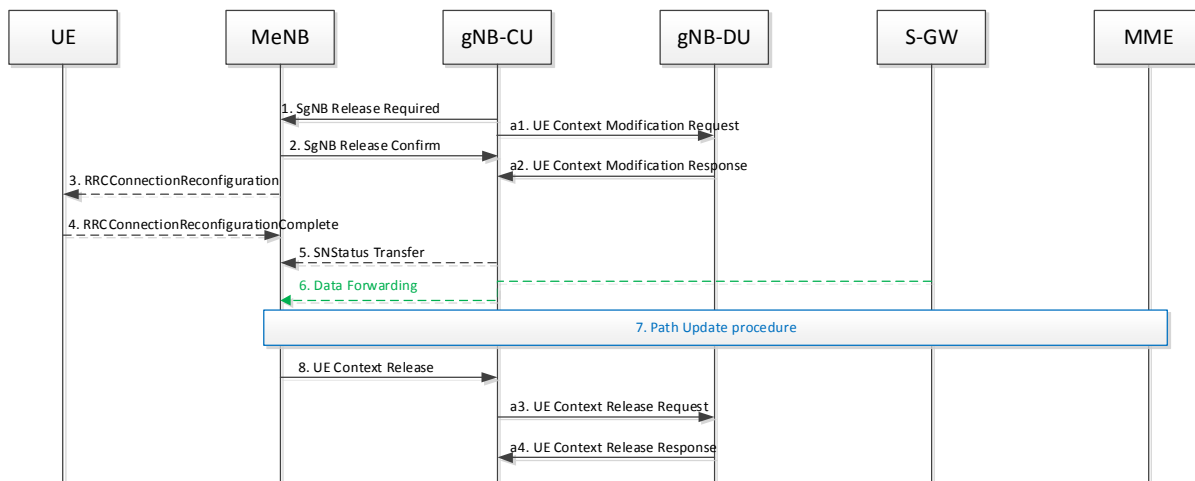 UE
MeNB
gNB-CU
gNB-DU
S-GW
MME
1. SgNB Release Required
a1. UE Context Modification Request
2. SgNB Release Confirm
a2. UE Context Modification Response
3. RRCConnectionReconfiguration
4. RRCConnectionReconfigurationComplete
5. SNStatus Transfer
6. Data Forwarding
7. Path Update procedure
8. UE Context Release
a3. UE Context Release Request
a4. UE Context Release Response